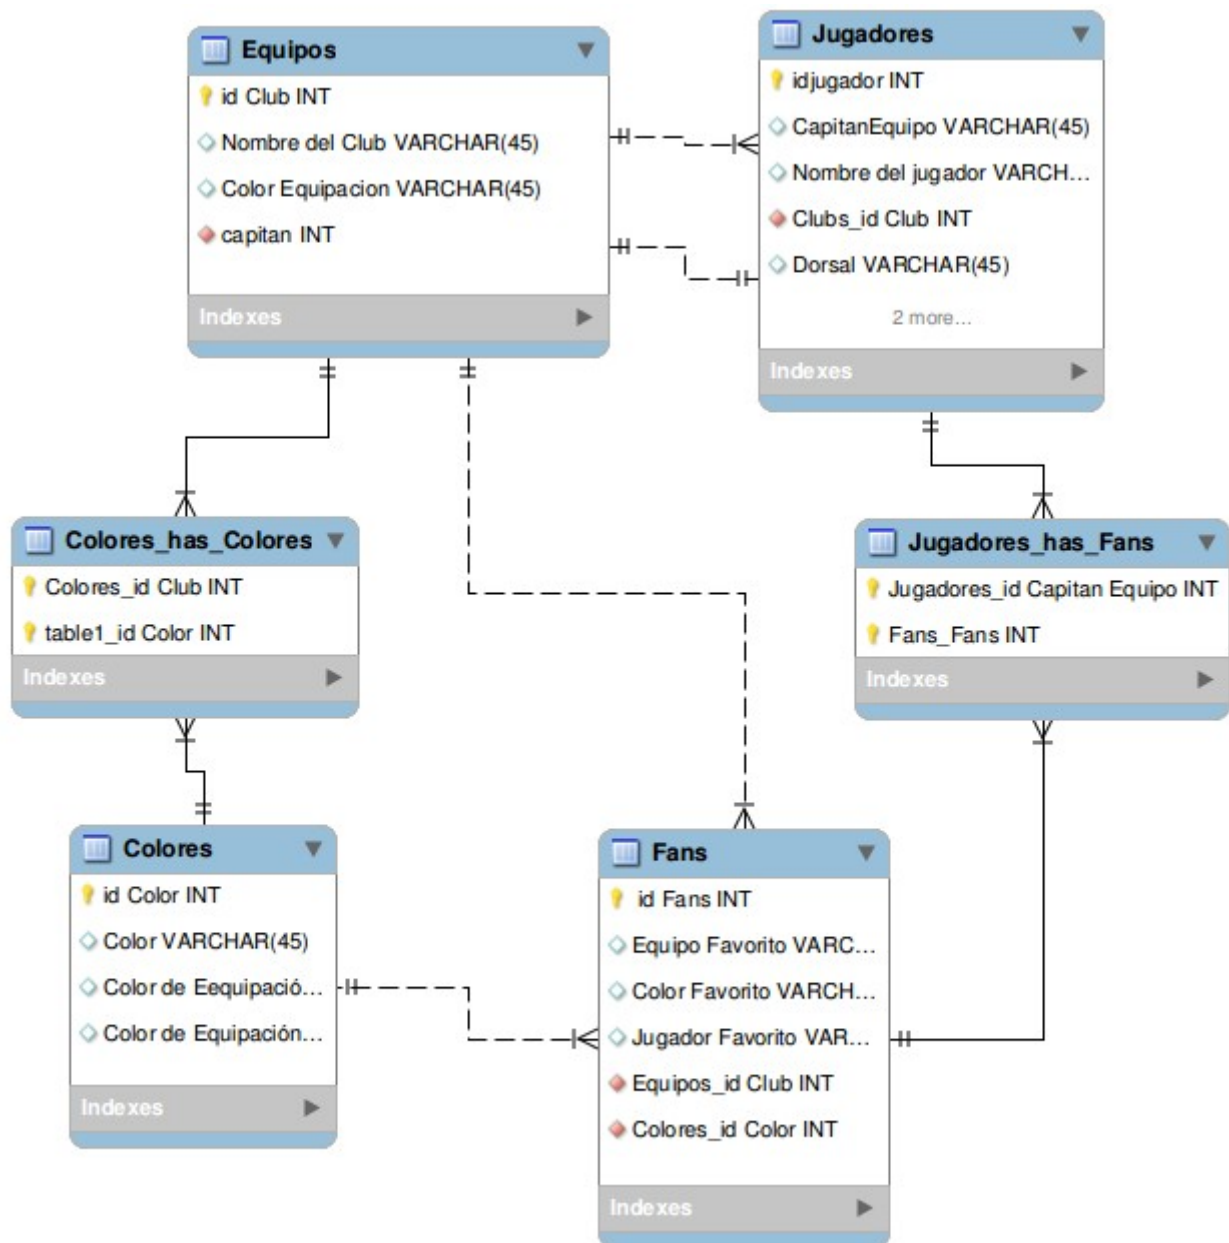 Equipos
id Club INT
Nombre del Club VARCHAR(45)
Color Equipacion VARCHAR(45)
capitan INT
Indexes
Jugadores
idjugador INT
CapitanEquipo VARCHAR(45)
Nombre del jugador VARCH...
Clubs_id Club INT
Dorsal VARCHAR(45)
2 more...
Indexes
Colores_has_Colores
Colores_id Club INT
table1_id Color INT
Indexes
Jugadores_has_Fans
Jugadores_id Capitan Equipo INT
Fans_Fans INT
Indexes
Colores
id Color INT
Color VARCHAR(45)
Color de Eequipació...
Color de Equipación...
Indexes
Fans
id Fans INT
Equipo Favorito VARC...
Color Favorito VARCH...
Jugador Favorito VAR...
Equipos_id Club INT
Colores_id Color INT
Indexes